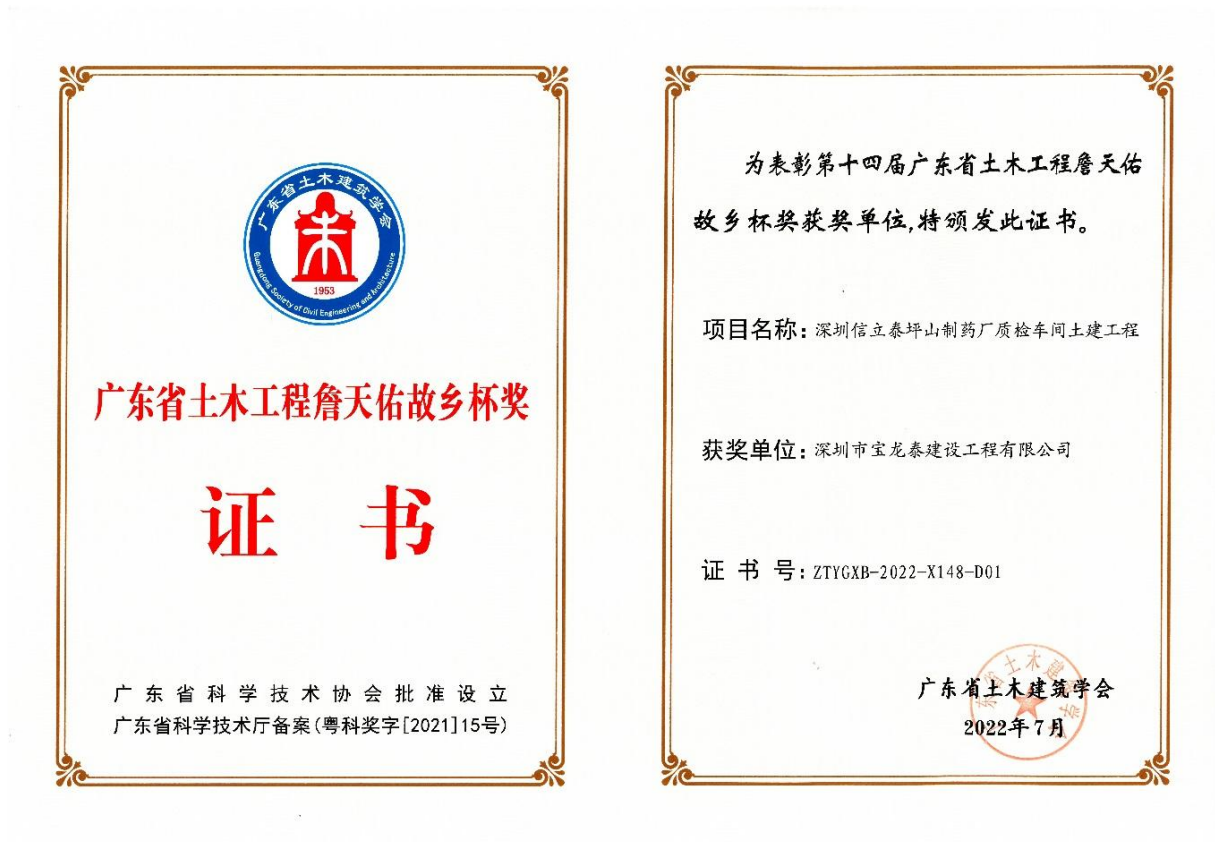 广东省土木建筑学会
1953
Guangdong Society of Civil Engineering and Architecture
广东省土木工程詹天佑故乡杯奖
证 书
广东省科学技术协会批准设立
广东省科学技术厅备案(粤科奖字[2021]15号)
为表彰第十四届广东省土木工程詹天佑
故乡杯奖获奖单位,特颁发此证书。
项目名称:深圳信立泰坪山制药厂质检车间土建工程
获奖单位:深圳市宝龙泰建设工程有限公司
证 书 号:ZTYGXB-2022-X148-D01
广东省土木建筑学会
2022年7月